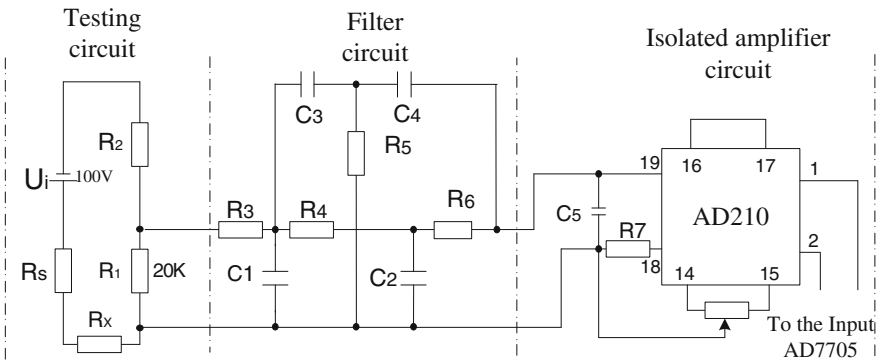 Testing
circuit
Filter
circuit
Isolated amplifier
circuit
C3
C4
R2
R5
Ui
100V
19
16
17
1
R3
R4
R6
C5
R7
AD210
2
Rs
R1
20K
C1
C2
18
14
15
Rx
To the Input
AD7705